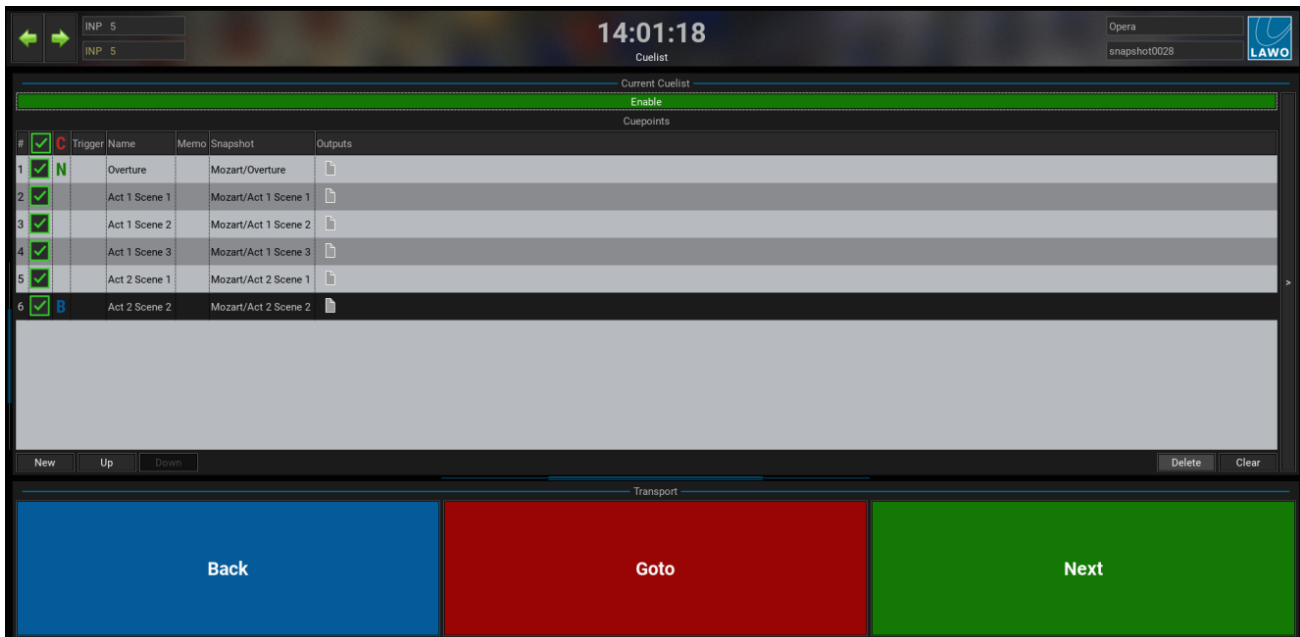 INP 5
INP 5
14:01:18
Cuelist
Opera
snapshot0028
LAWO
Current Cuelist
Enable
Cuepoints
# C Trigger Name Memo Snapshot Outputs
1 N Overture Mozart/Overture
2 Act 1 Scene 1 Mozart/Act 1 Scene 1
3 Act 1 Scene 2 Mozart/Act 1 Scene 2
4 Act 1 Scene 3 Mozart/Act 1 Scene 3
5 Act 2 Scene 1 Mozart/Act 2 Scene 1
6 B Act 2 Scene 2 Mozart/Act 2 Scene 2
>
New Up Down Delete Clear
Transport
Back Goto Next